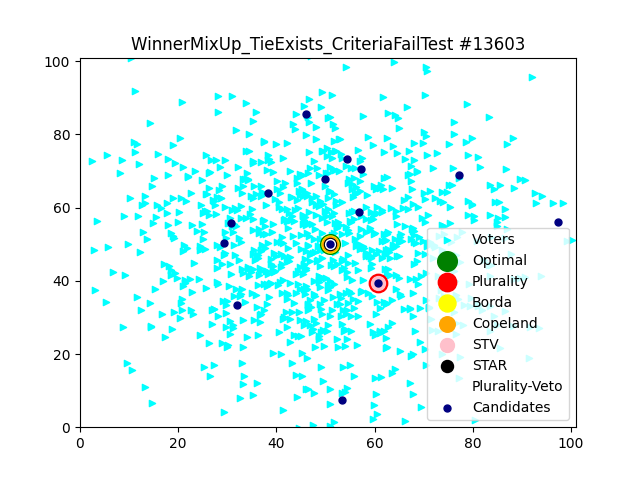 WinnerMixUp_TieExists_CriteriaFailTest #13603
100
80
60
40
20
0
0 20 40 60 80 100
Voters
Optimal
Plurality
Borda
Copeland
STV
STAR
Plurality-Veto
Candidates